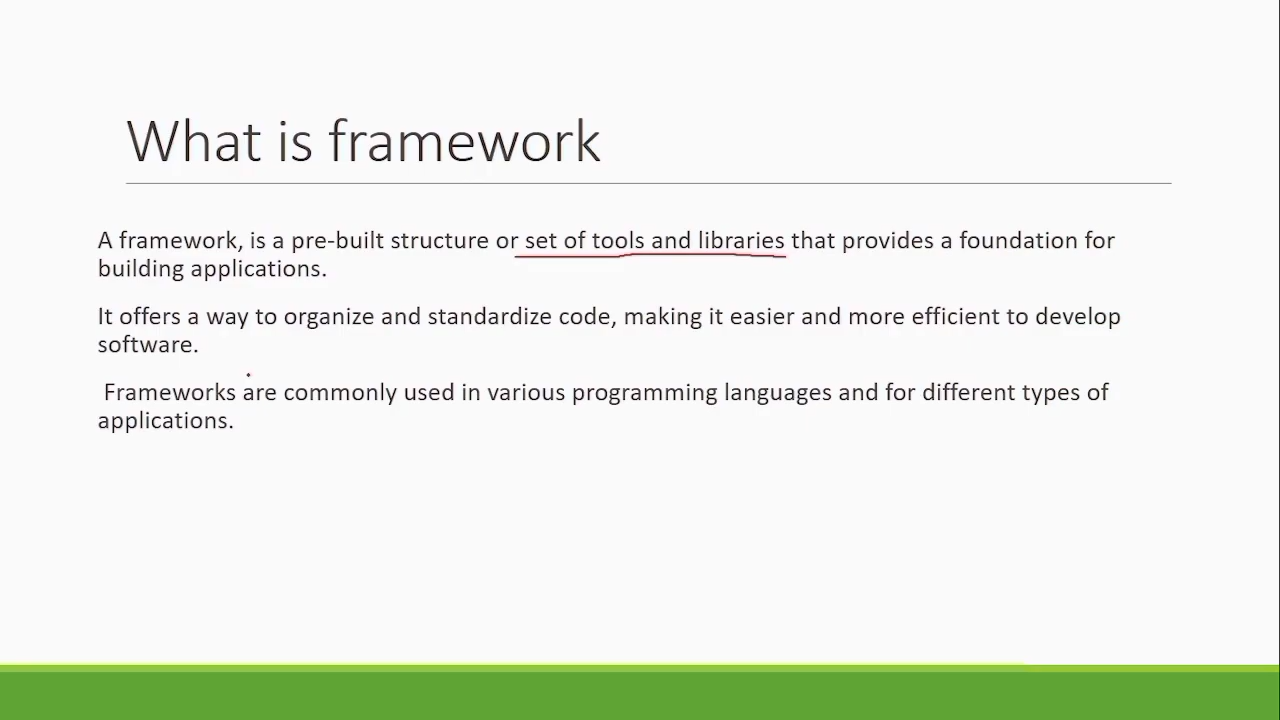 What is framework
A framework, is a pre-built structure or set of tools and libraries that provides a foundation for
building applications.
It offers a way to organize and standardize code, making it easier and more efficient to develop
software.
Frameworks are commonly used in various programming languages and for different types of
applications.